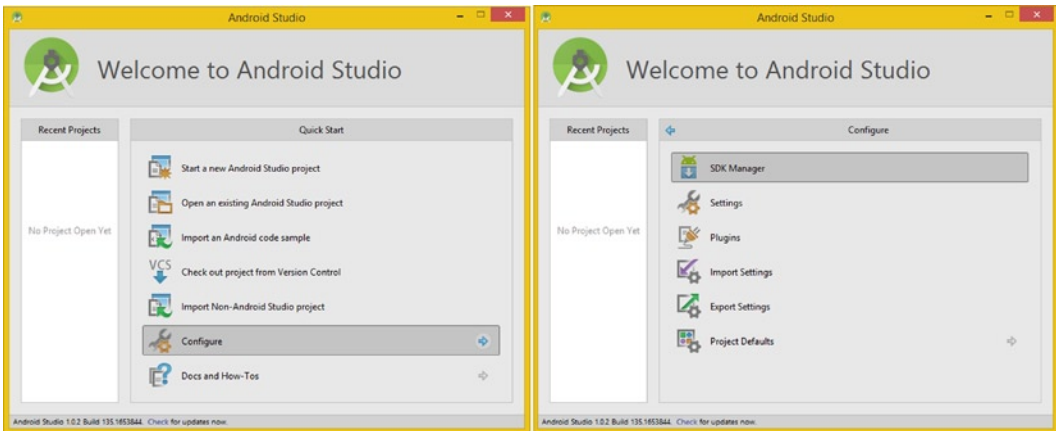 Android Studio
Welcome to Android Studio
Recent Projects
Quick Start
No Project Open Yet
Start a new Android Studio project
Open an existing Android Studio project
Import an Android code sample
VCS
Check out project from Version Control
Import Non-Android Studio project
Configure
Docs and How-Tos
Android Studio 1.0.2 Build 135.1653844. Check for updates now.
Android Studio
Welcome to Android Studio
Recent Projects
Configure
No Project Open Yet
SDK Manager
Settings
Plugins
Import Settings
Export Settings
Project Defaults
Android Studio 1.0.2 Build 135.1653844. Check for updates now.